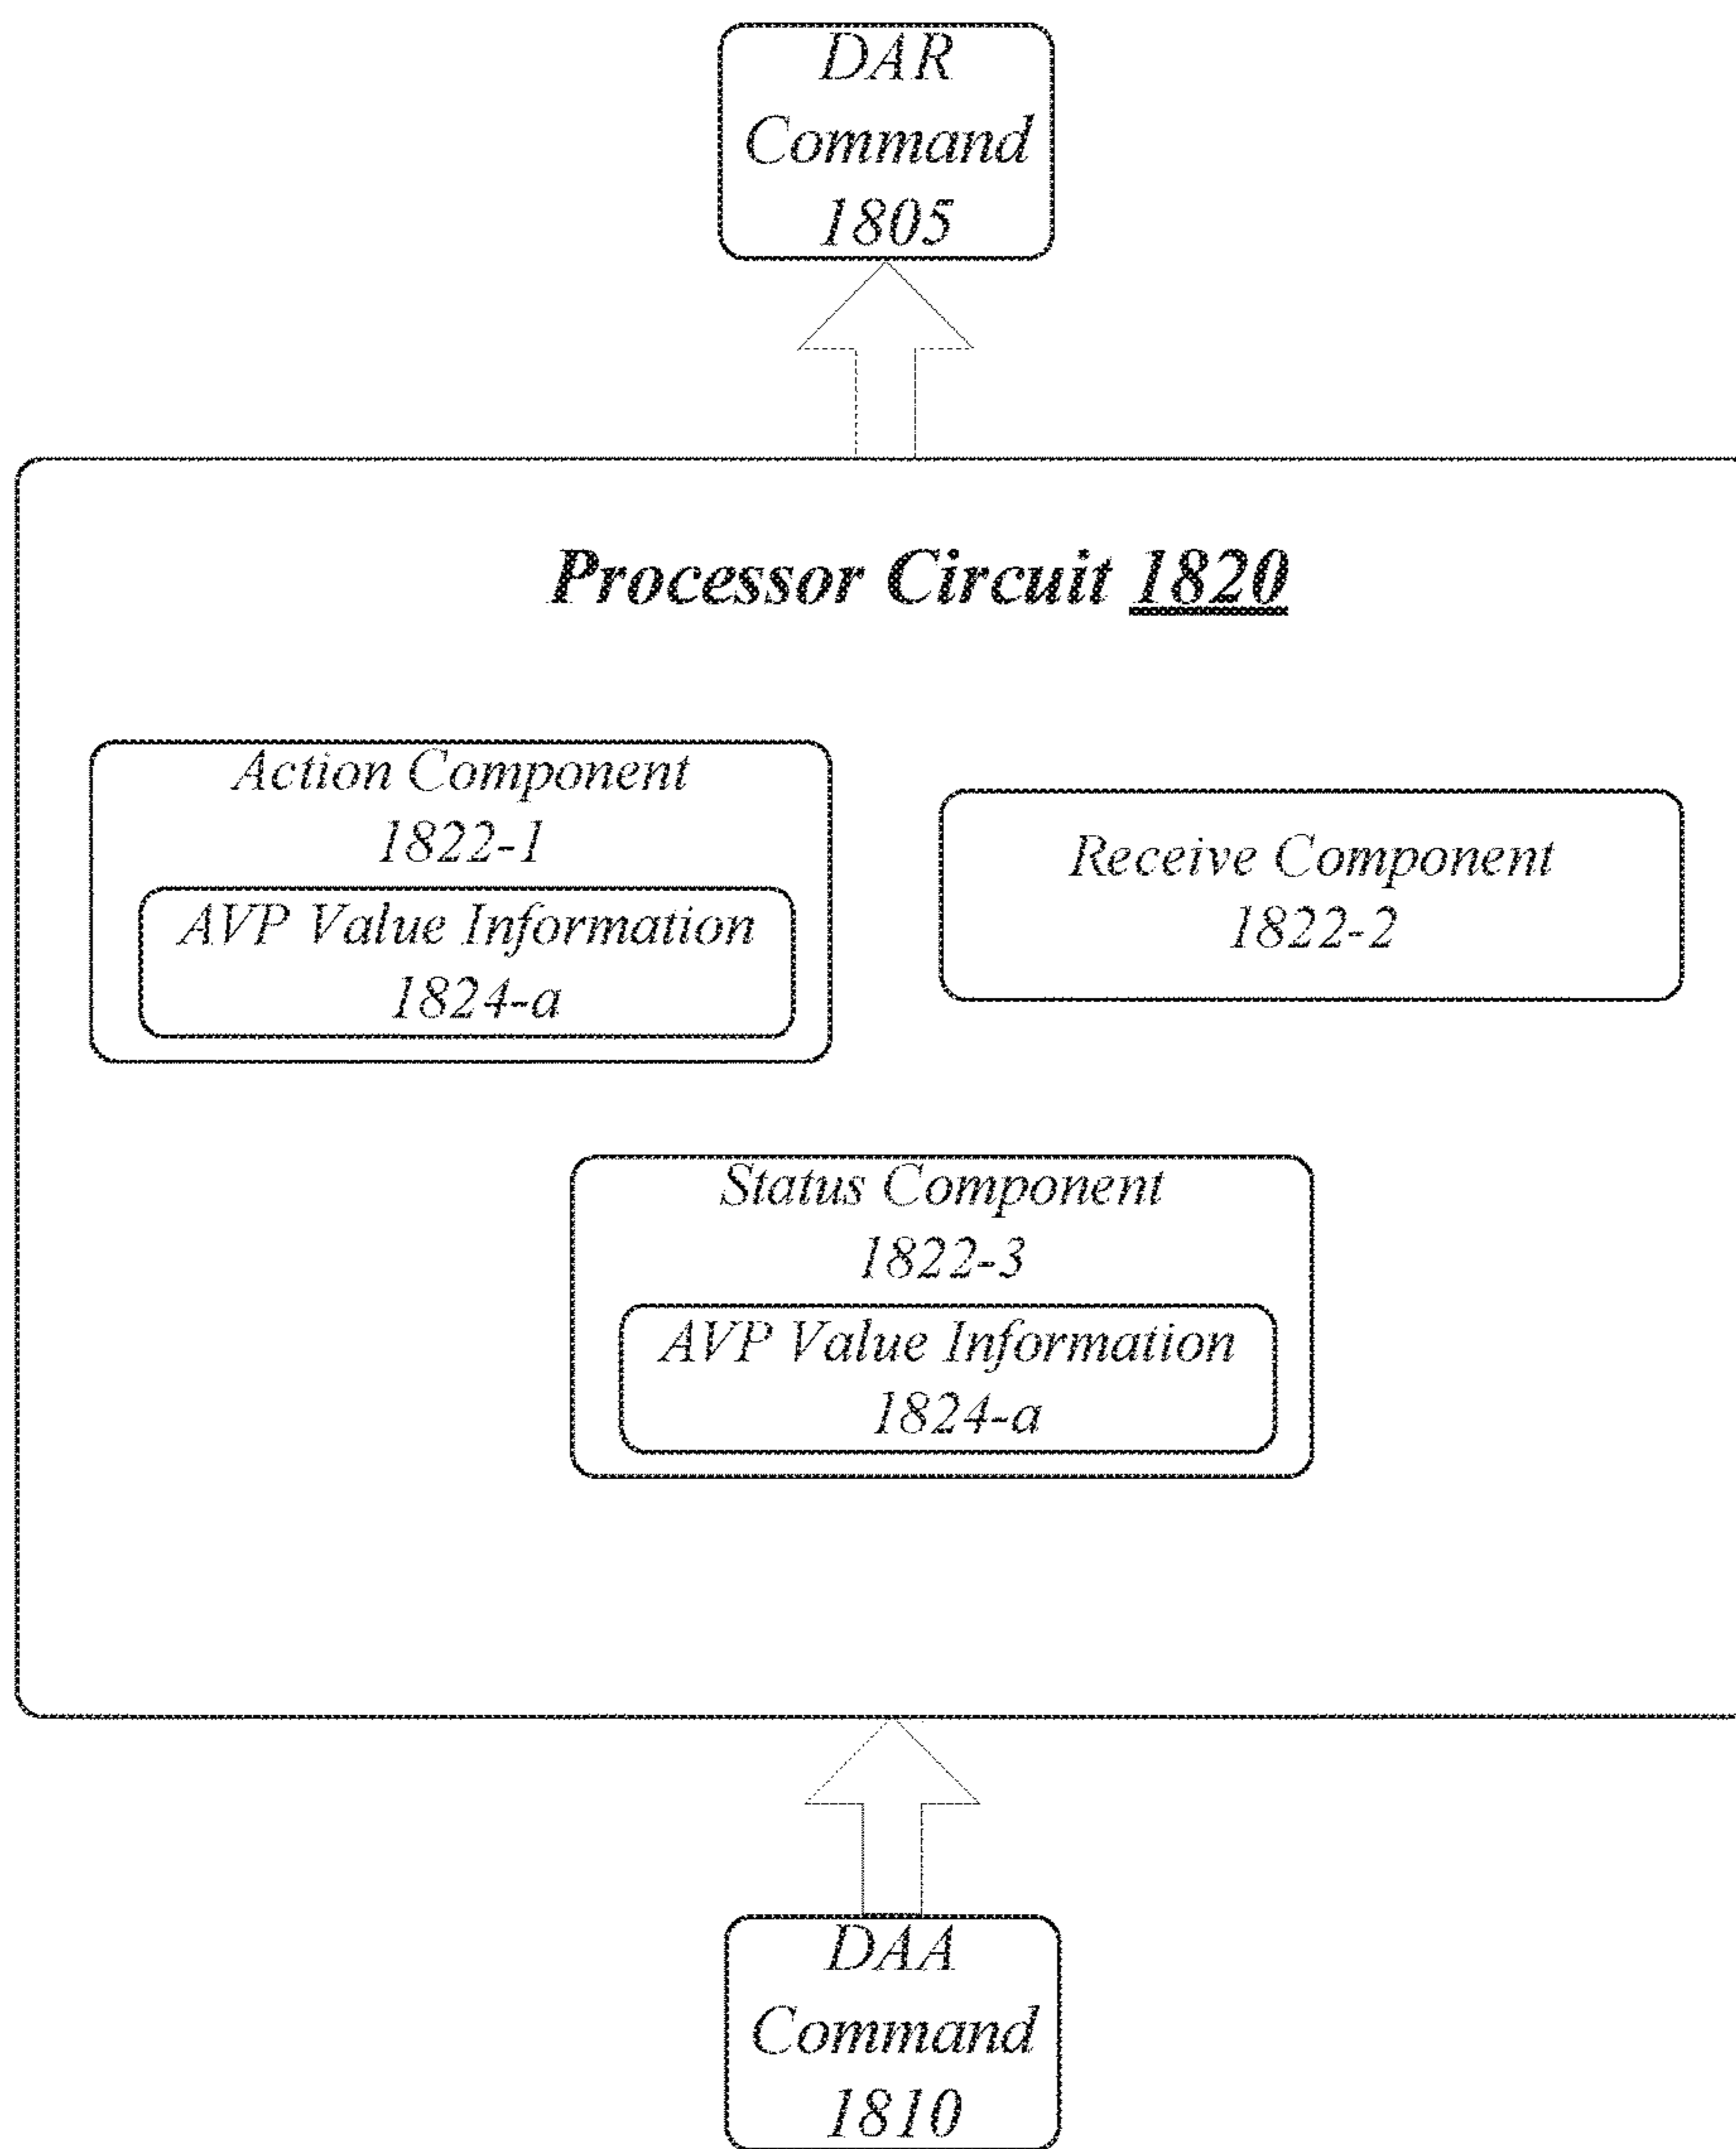 DAR
Command
1805
Processor Circuit 1820
Action Component
1822-1
AVP Value Information
1824-a
Receive Component
1822-2
Status Component
1822-3
AVP Value Information
1824-a
DAA
Command
1810